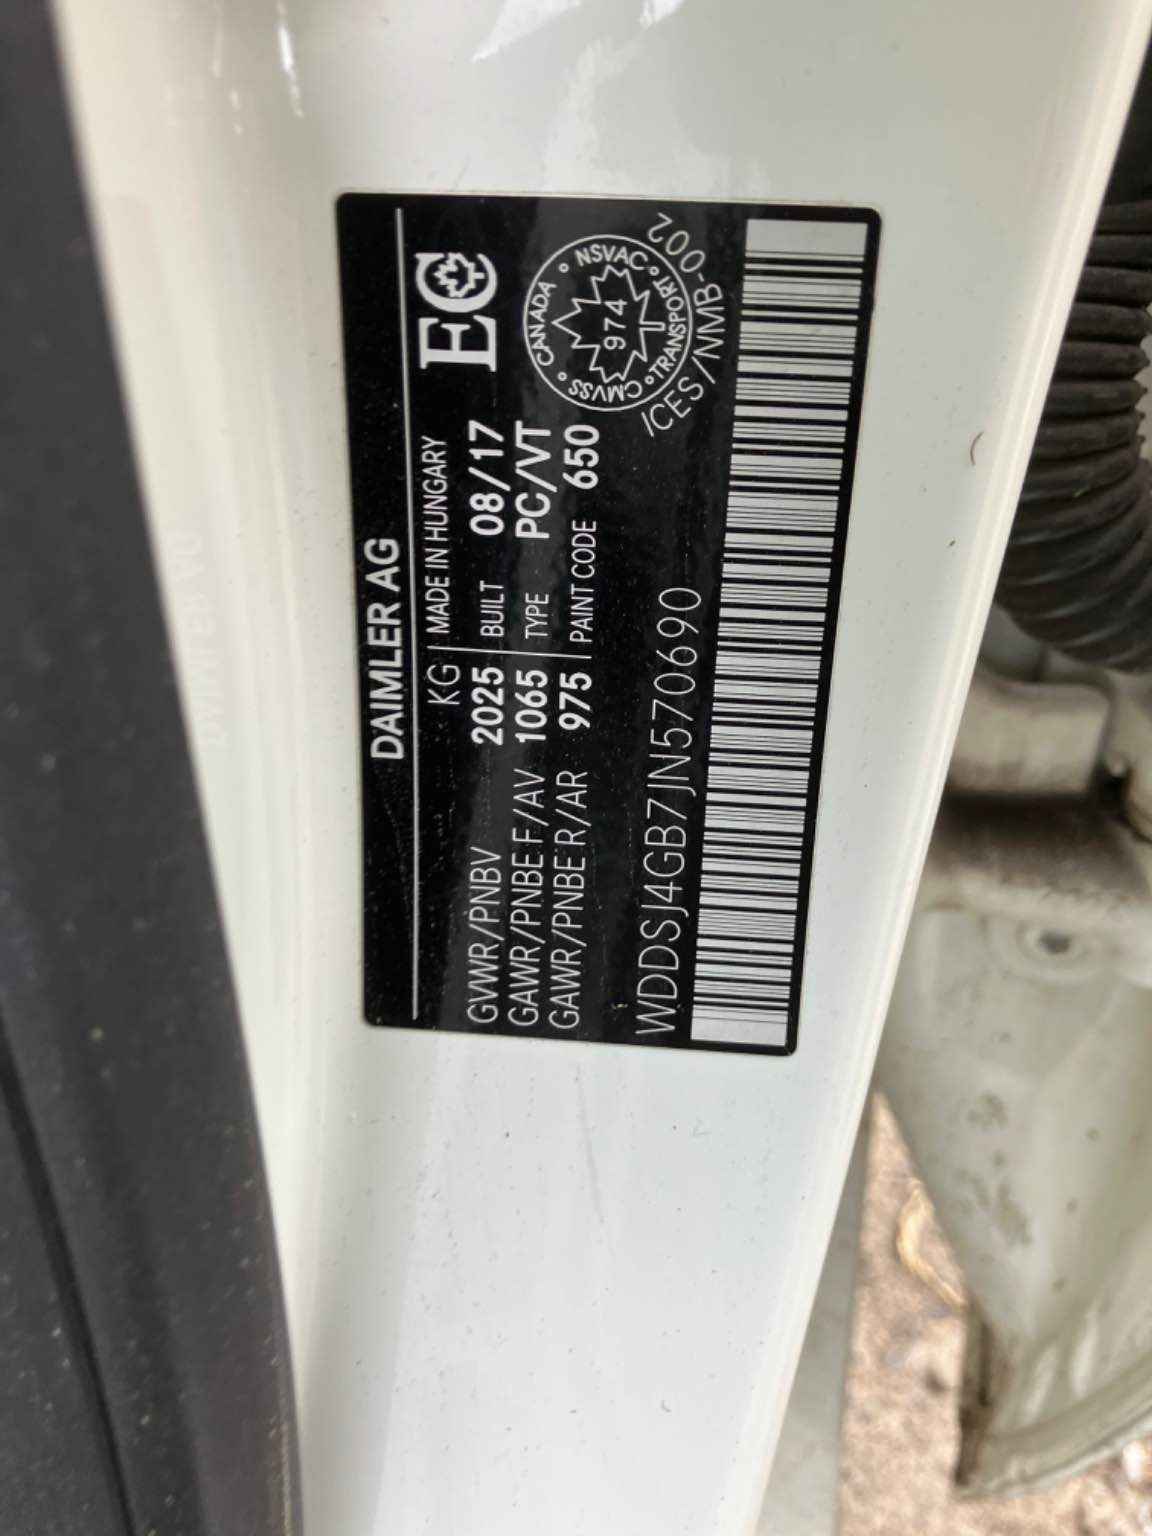 DAIMLER AG
KG MADE IN HUNGARY
GVWR/PNBV 2025 BUILT 08/17
GAWR/PNBE F/AV 1065 TYPE PC/VT
GAWR/PNBE R/AR 975 PAINT CODE 650
WDDSJ4GB7JN570690
EC
CANADA NSVAC
974
CMVSS TRANSPORT
ICES/NMB-002